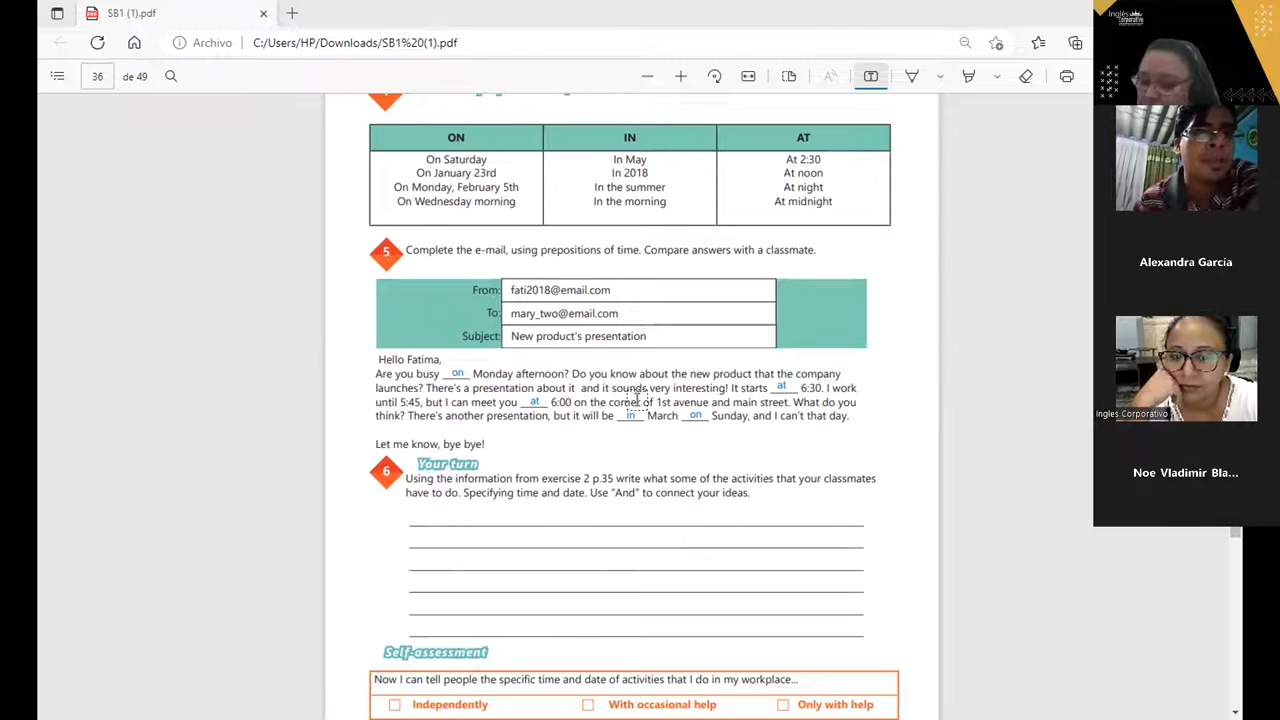 SB1 (1).pdf
Archivo
C:/Users/HP/Downloads/SB1%20(1).pdf
36
de 49
ON
IN
AT
On Saturday
On January 23rd
On Monday, February 5th
On Wednesday morning
In May
In 2018
In the summer
In the morning
At 2:30
At noon
At night
At midnight
5
Complete the e-mail, using prepositions of time. Compare answers with a classmate.
From:
fati2018@email.com
To:
mary_two@email.com
Subject:
New product's presentation
Hello Fatima,
Are you busy on Monday afternoon? Do you know about the new product that the company
launches? There's a presentation about it and it sounds very interesting! It starts at 6:30. I work
until 5:45, but I can meet you at 6:00 on the corner of 1st avenue and main street. What do you
think? There's another presentation, but it will be in March on Sunday, and I can't that day.
Let me know, bye bye!
6
Your turn
Using the information from exercise 2 p.35 write what some of the activities that your classmates
have to do. Specifying time and date. Use "And" to connect your ideas.
Self-assessment
Now I can tell people the specific time and date of activities that I do in my workplace...
Independently
With occasional help
Only with help
Inglés
Corporativo
Alexandra García
Ingles Corporativo
Noe Vladimir Bla...